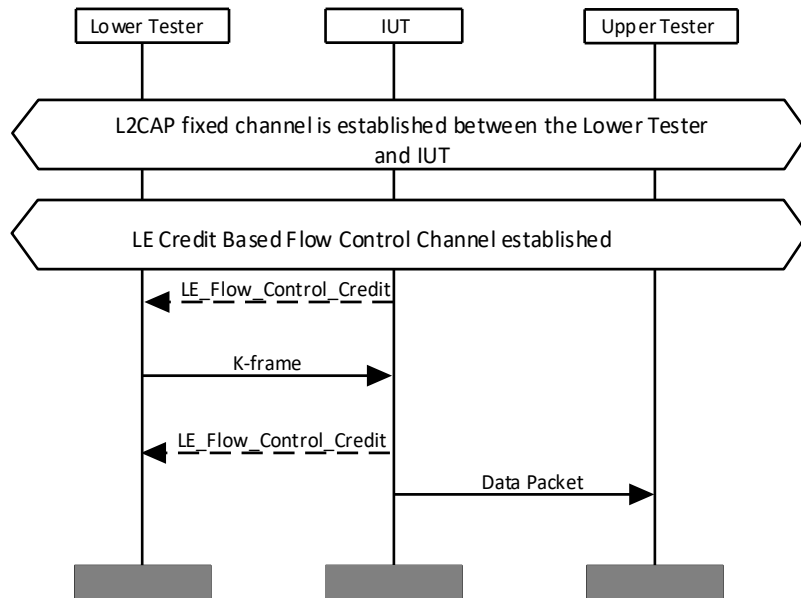 Lower Tester
IUT
Upper Tester
L2CAP fixed channel is established between the Lower Tester
and IUT
LE Credit Based Flow Control Channel established
LE_Flow_Control_Credit
K-frame
LE_Flow_Control_Credit
Data Packet